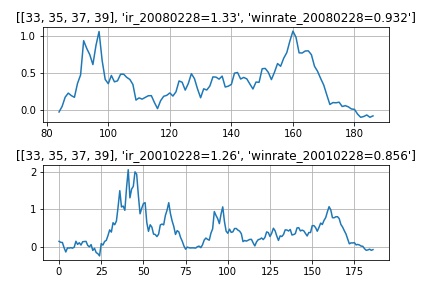 [[33, 35, 37, 39], 'ir_20080228=1.33', 'winrate_20080228=0.932']
1.0
0.5
0.0
80 100 120 140 160 180
[[33, 35, 37, 39], 'ir_20010228=1.26', 'winrate_20010228=0.856']
2
1
0
0 25 50 75 100 125 150 175